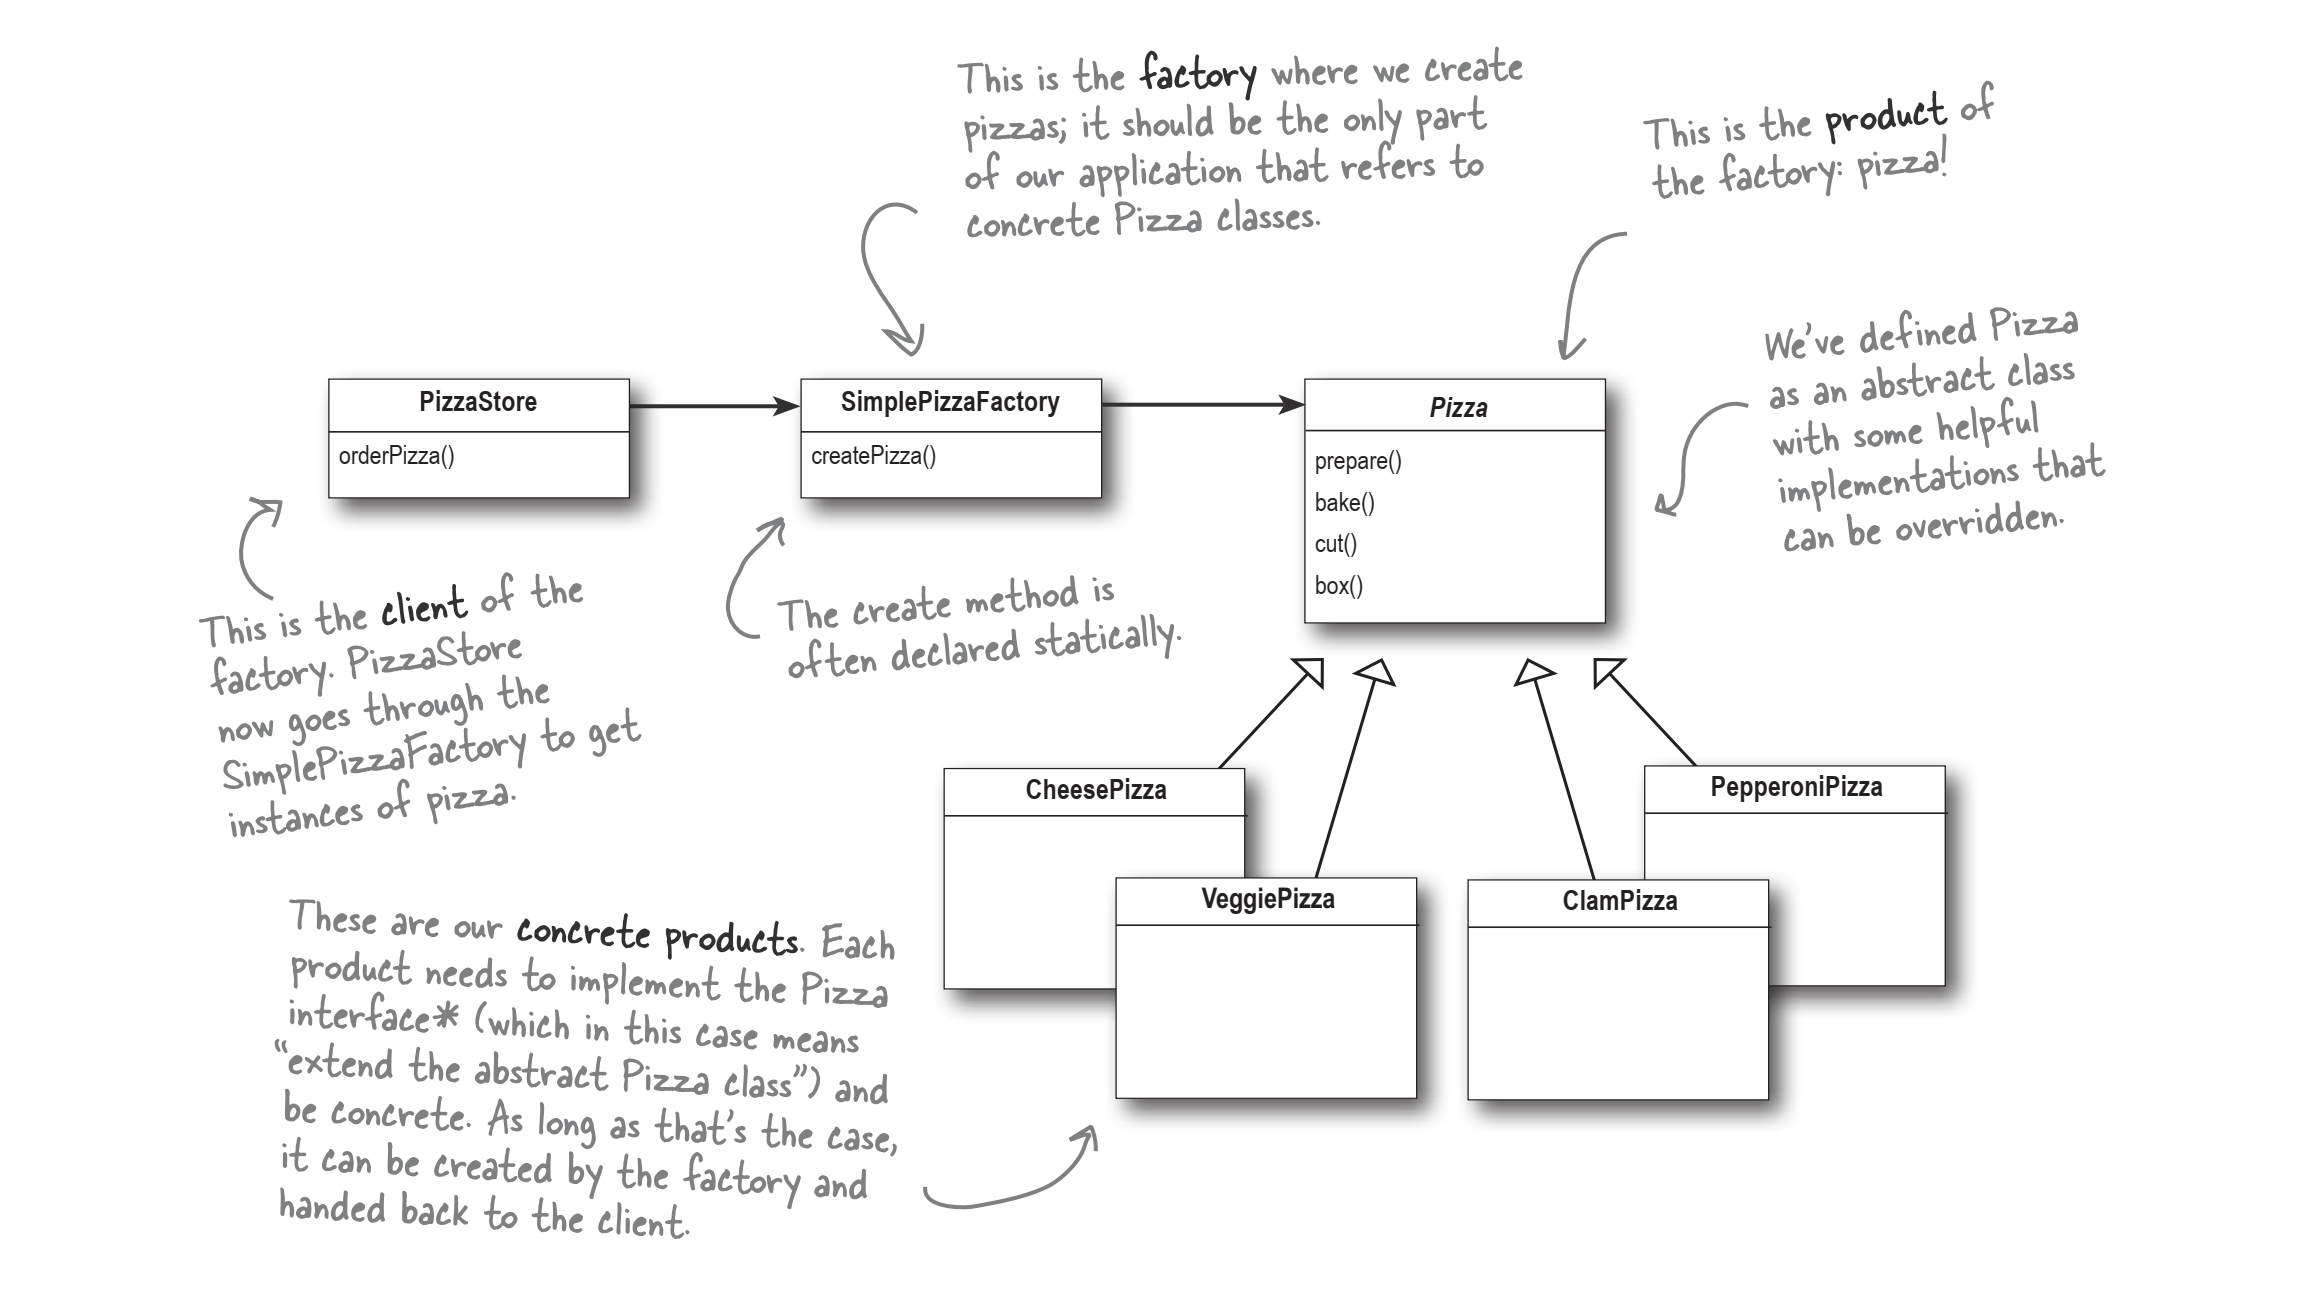 This is the factory where we create
pizzas; it should be the only part
of our application that refers to
concrete Pizza classes.
This is the product of
the factory: pizza!
We've defined Pizza
as an abstract class
with some helpful
implementations that
can be overridden.
PizzaStore
orderPizza()
SimplePizzaFactory
createPizza()
Pizza
prepare()
bake()
cut()
box()
This is the client of the
factory. PizzaStore
now goes through the
SimplePizzaFactory to get
instances of pizza.
The create method is
often declared statically.
CheesePizza
VeggiePizza
ClamPizza
PepperoniPizza
These are our concrete products. Each
product needs to implement the Pizza
interface* (which in this case means
“extend the abstract Pizza class”) and
be concrete. As long as that's the case,
it can be created by the factory and
handed back to the client.